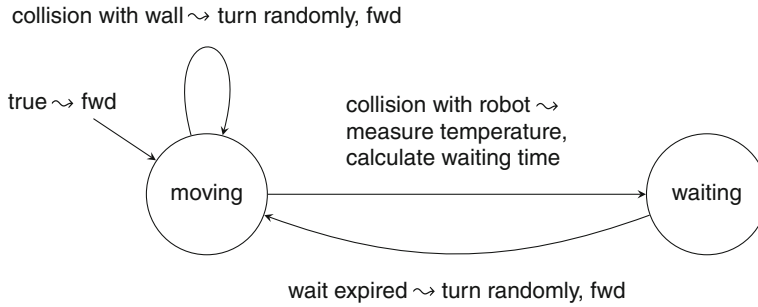 collision with wall ⤳ turn randomly, fwd
true ⤳ fwd
collision with robot ⤳
measure temperature,
calculate waiting time
moving
waiting
wait expired ⤳ turn randomly, fwd